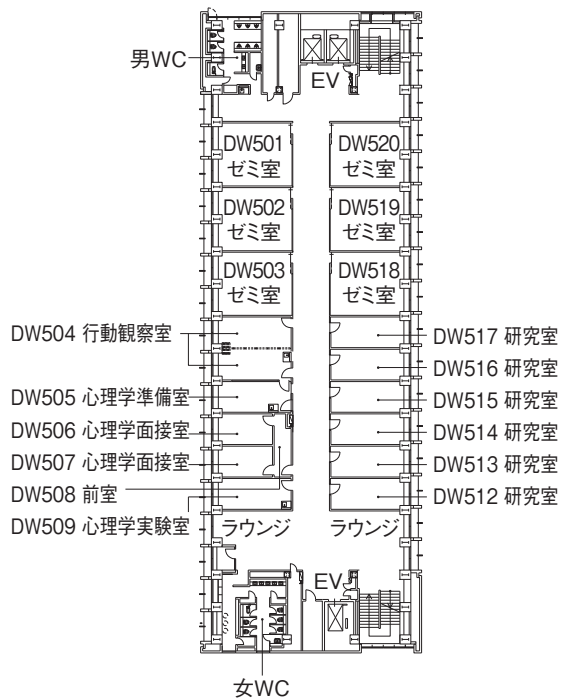 男WC
EV
DW501
ゼミ室
DW520
ゼミ室
DW502
ゼミ室
DW519
ゼミ室
DW503
ゼミ室
DW518
ゼミ室
DW504 行動観察室
DW517 研究室
DW516 研究室
DW505 心理学準備室
DW515 研究室
DW506 心理学面接室
DW514 研究室
DW507 心理学面接室
DW513 研究室
DW508 前室
DW512 研究室
DW509 心理学実験室
ラウンジ
ラウンジ
EV
女WC